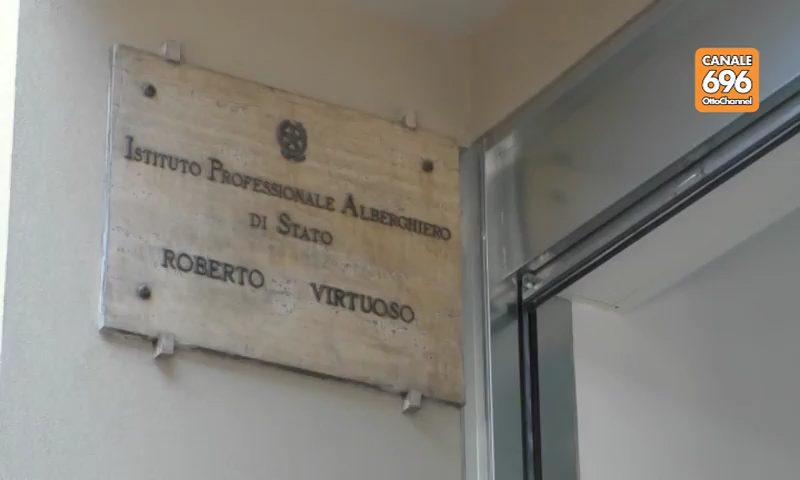 CANALE
696
OttoChannel
ISTITUTO PROFESSIONALE ALBERGHIERO
DI STATO
ROBERTO VIRTUOSO